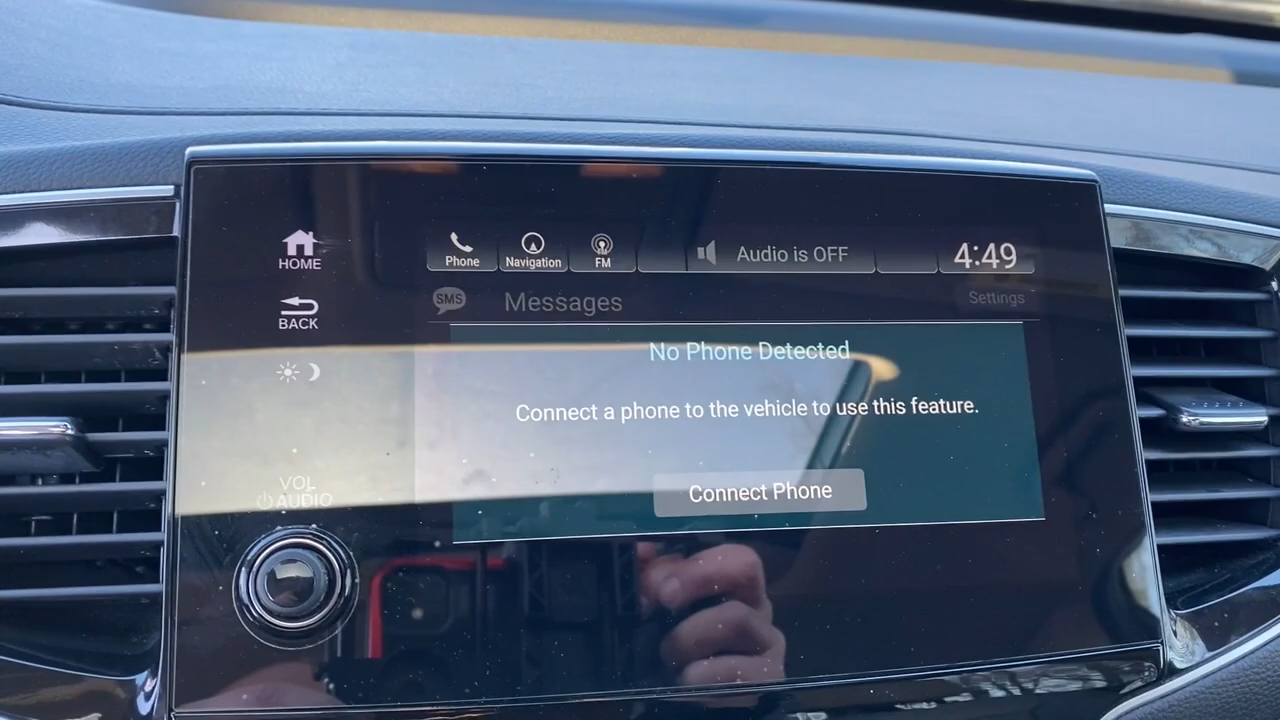 HOME
BACK
VOL
AUDIO
Phone
Navigation
FM
Audio is OFF
4:49
SMS
Messages
Settings
No Phone Detected
Connect a phone to the vehicle to use this feature.
Connect Phone